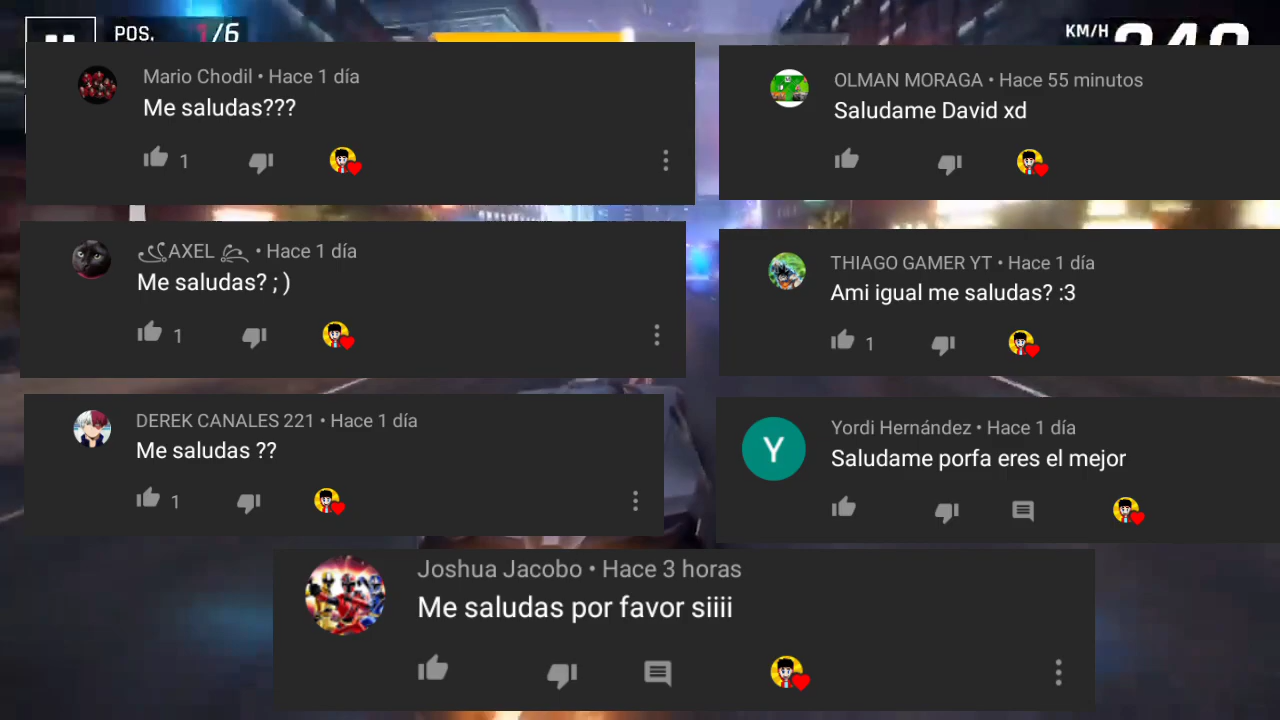 POS. 1/6
KM/H 340
Mario Chodil • Hace 1 día
Me saludas???
1
OLMAN MORAGA • Hace 55 minutos
Saludame David xd
AXEL • Hace 1 día
Me saludas? ; )
1
THIAGO GAMER YT • Hace 1 día
Ami igual me saludas? :3
1
DEREK CANALES 221 • Hace 1 día
Me saludas ??
1
Y
Yordi Hernández • Hace 1 día
Saludame porfa eres el mejor
Joshua Jacobo • Hace 3 horas
Me saludas por favor siiii